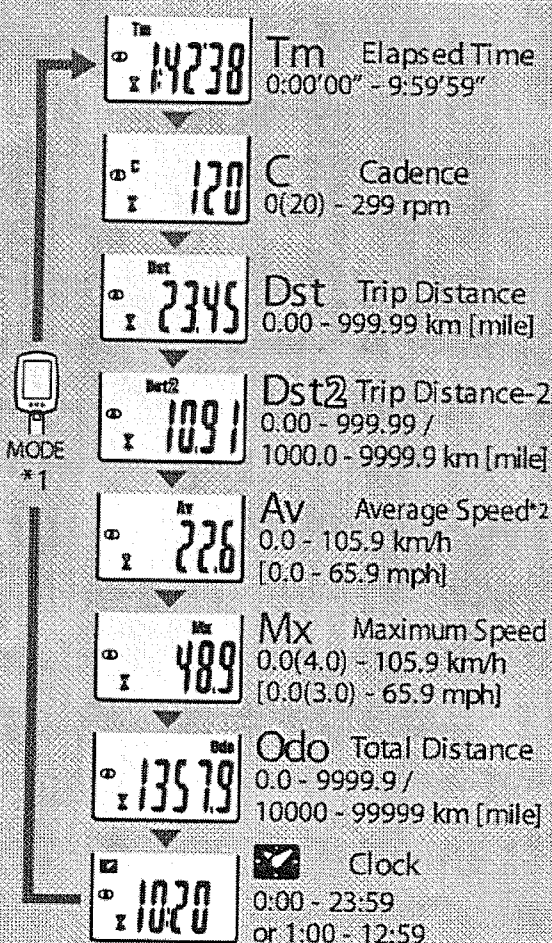 Tm
1:42'38
Tm Elapsed Time
0:00'00" - 9:59'59"
C
120
C Cadence
0(20) - 299 rpm
Dst
23.45
Dst Trip Distance
0.00 - 999.99 km [mile]
Dst2
10.91
Dst2 Trip Distance-2
0.00 - 999.99 /
1000.0 - 9999.9 km [mile]
MODE
*1
Av
22.6
Av Average Speed*2
0.0 - 105.9 km/h
[0.0 - 65.9 mph]
Mx
48.9
Mx Maximum Speed
0.0(4.0) - 105.9 km/h
[0.0(3.0) - 65.9 mph]
Odo
1357.9
Odo Total Distance
0.0 - 9999.9 /
10000 - 99999 km [mile]
10:20
Clock
0:00 - 23:59
or 1:00 - 12:59